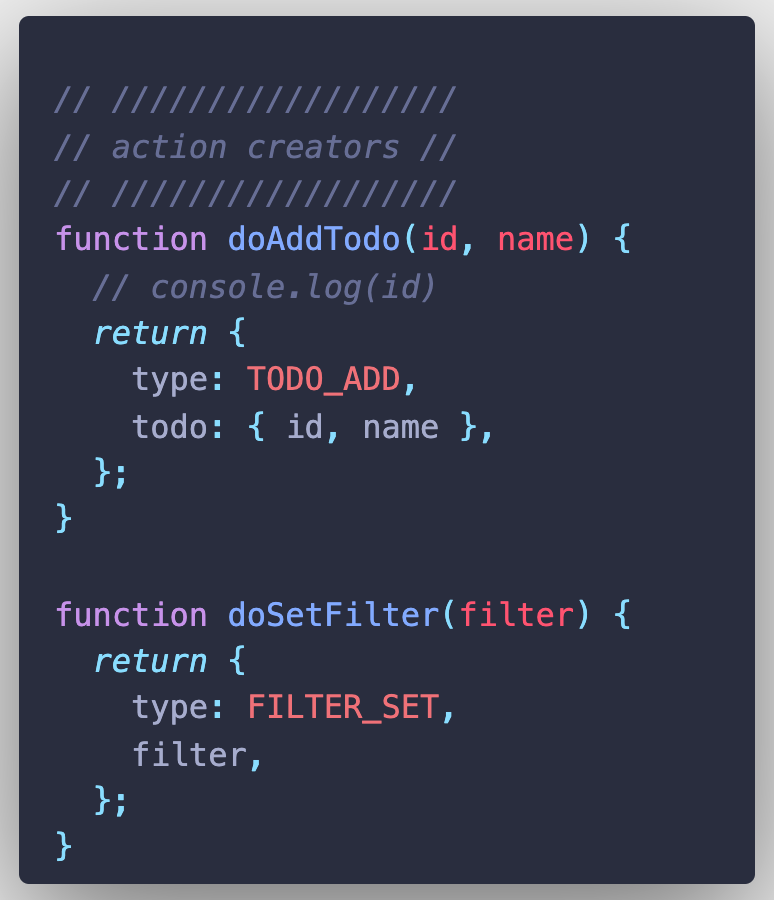 // //////////////////
// action creators //
// //////////////////
function doAddTodo(id, name) {
  // console.log(id)
  return {
    type: TODO_ADD,
    todo: { id, name },
  };
}

function doSetFilter(filter) {
  return {
    type: FILTER_SET,
    filter,
  };
}